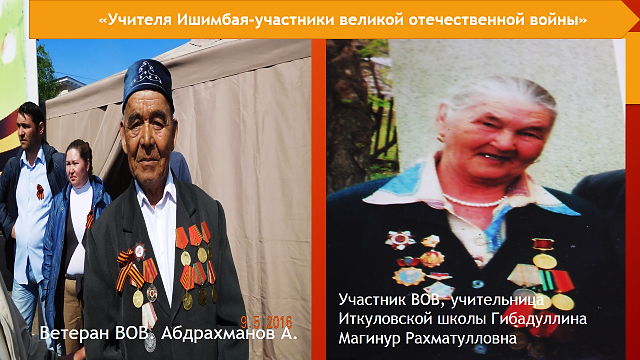 «Учителя Ишимбая-участники великой отечественной войны»
9.5.2016
Ветеран ВОВ. Абдрахманов А.
Участник ВОВ, учительница
Иткуловской школы Гибадуллина
Магинур Рахматулловна